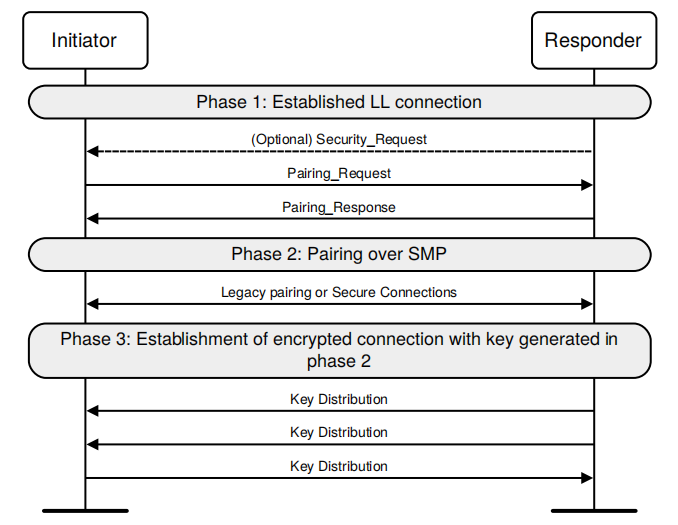 Initiator
Responder
Phase 1: Established LL connection
(Optional) Security_Request
Pairing_Request
Pairing_Response
Phase 2: Pairing over SMP
Legacy pairing or Secure Connections
Phase 3: Establishment of encrypted connection with key generated in
phase 2
Key Distribution
Key Distribution
Key Distribution